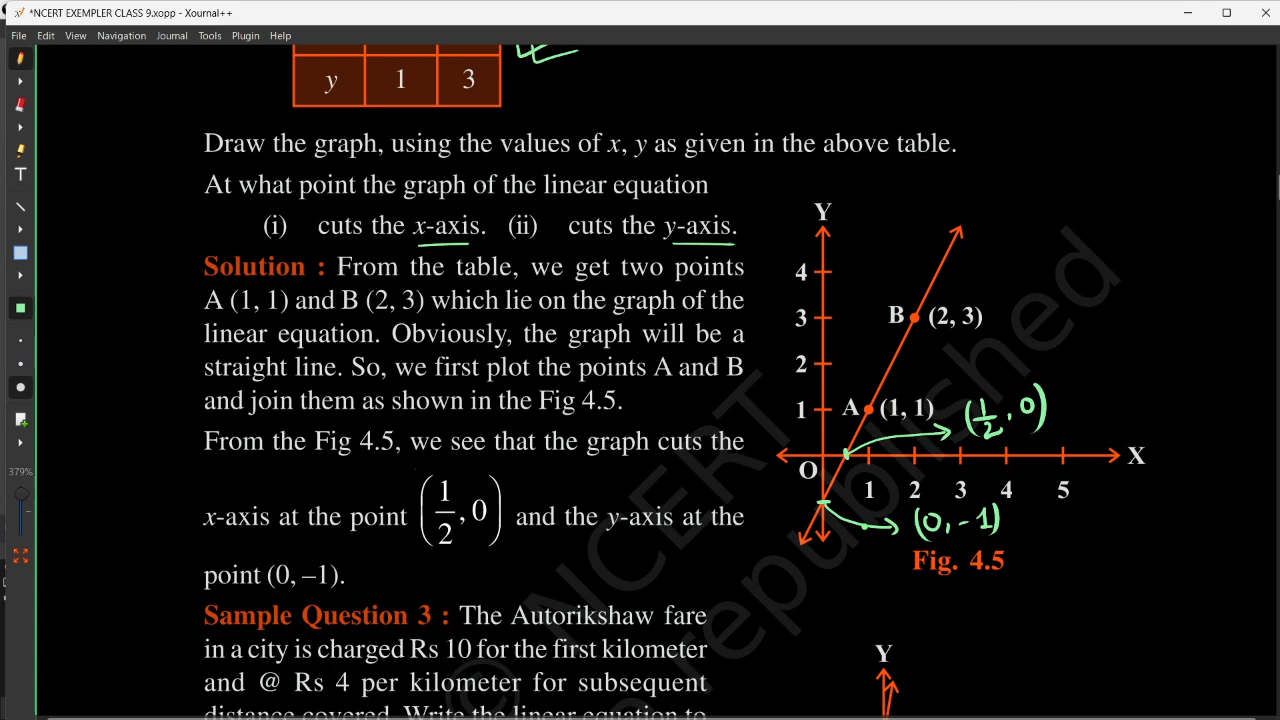 *NCERT EXEMPLER CLASS 9.xopp - Xournal++
File Edit View Navigation Journal Tools Plugin Help
y 1 3
Draw the graph, using the values of x, y as given in the above table.
At what point the graph of the linear equation
(i) cuts the x-axis. (ii) cuts the y-axis.
Solution : From the table, we get two points
A (1, 1) and B (2, 3) which lie on the graph of the
linear equation. Obviously, the graph will be a
straight line. So, we first plot the points A and B
and join them as shown in the Fig 4.5.
From the Fig 4.5, we see that the graph cuts the
x-axis at the point (1/2, 0) and the y-axis at the
point (0, –1).
Sample Question 3 : The Autorikshaw fare
in a city is charged Rs 10 for the first kilometer
and @ Rs 4 per kilometer for subsequent
distance covered. Write the linear equation to
Y
4
3 B (2, 3)
2
1 A (1, 1) (1/2, 0)
O X
1 2 3 4 5
(0, -1)
Fig. 4.5
Y
© NCERT
republished
T
379%